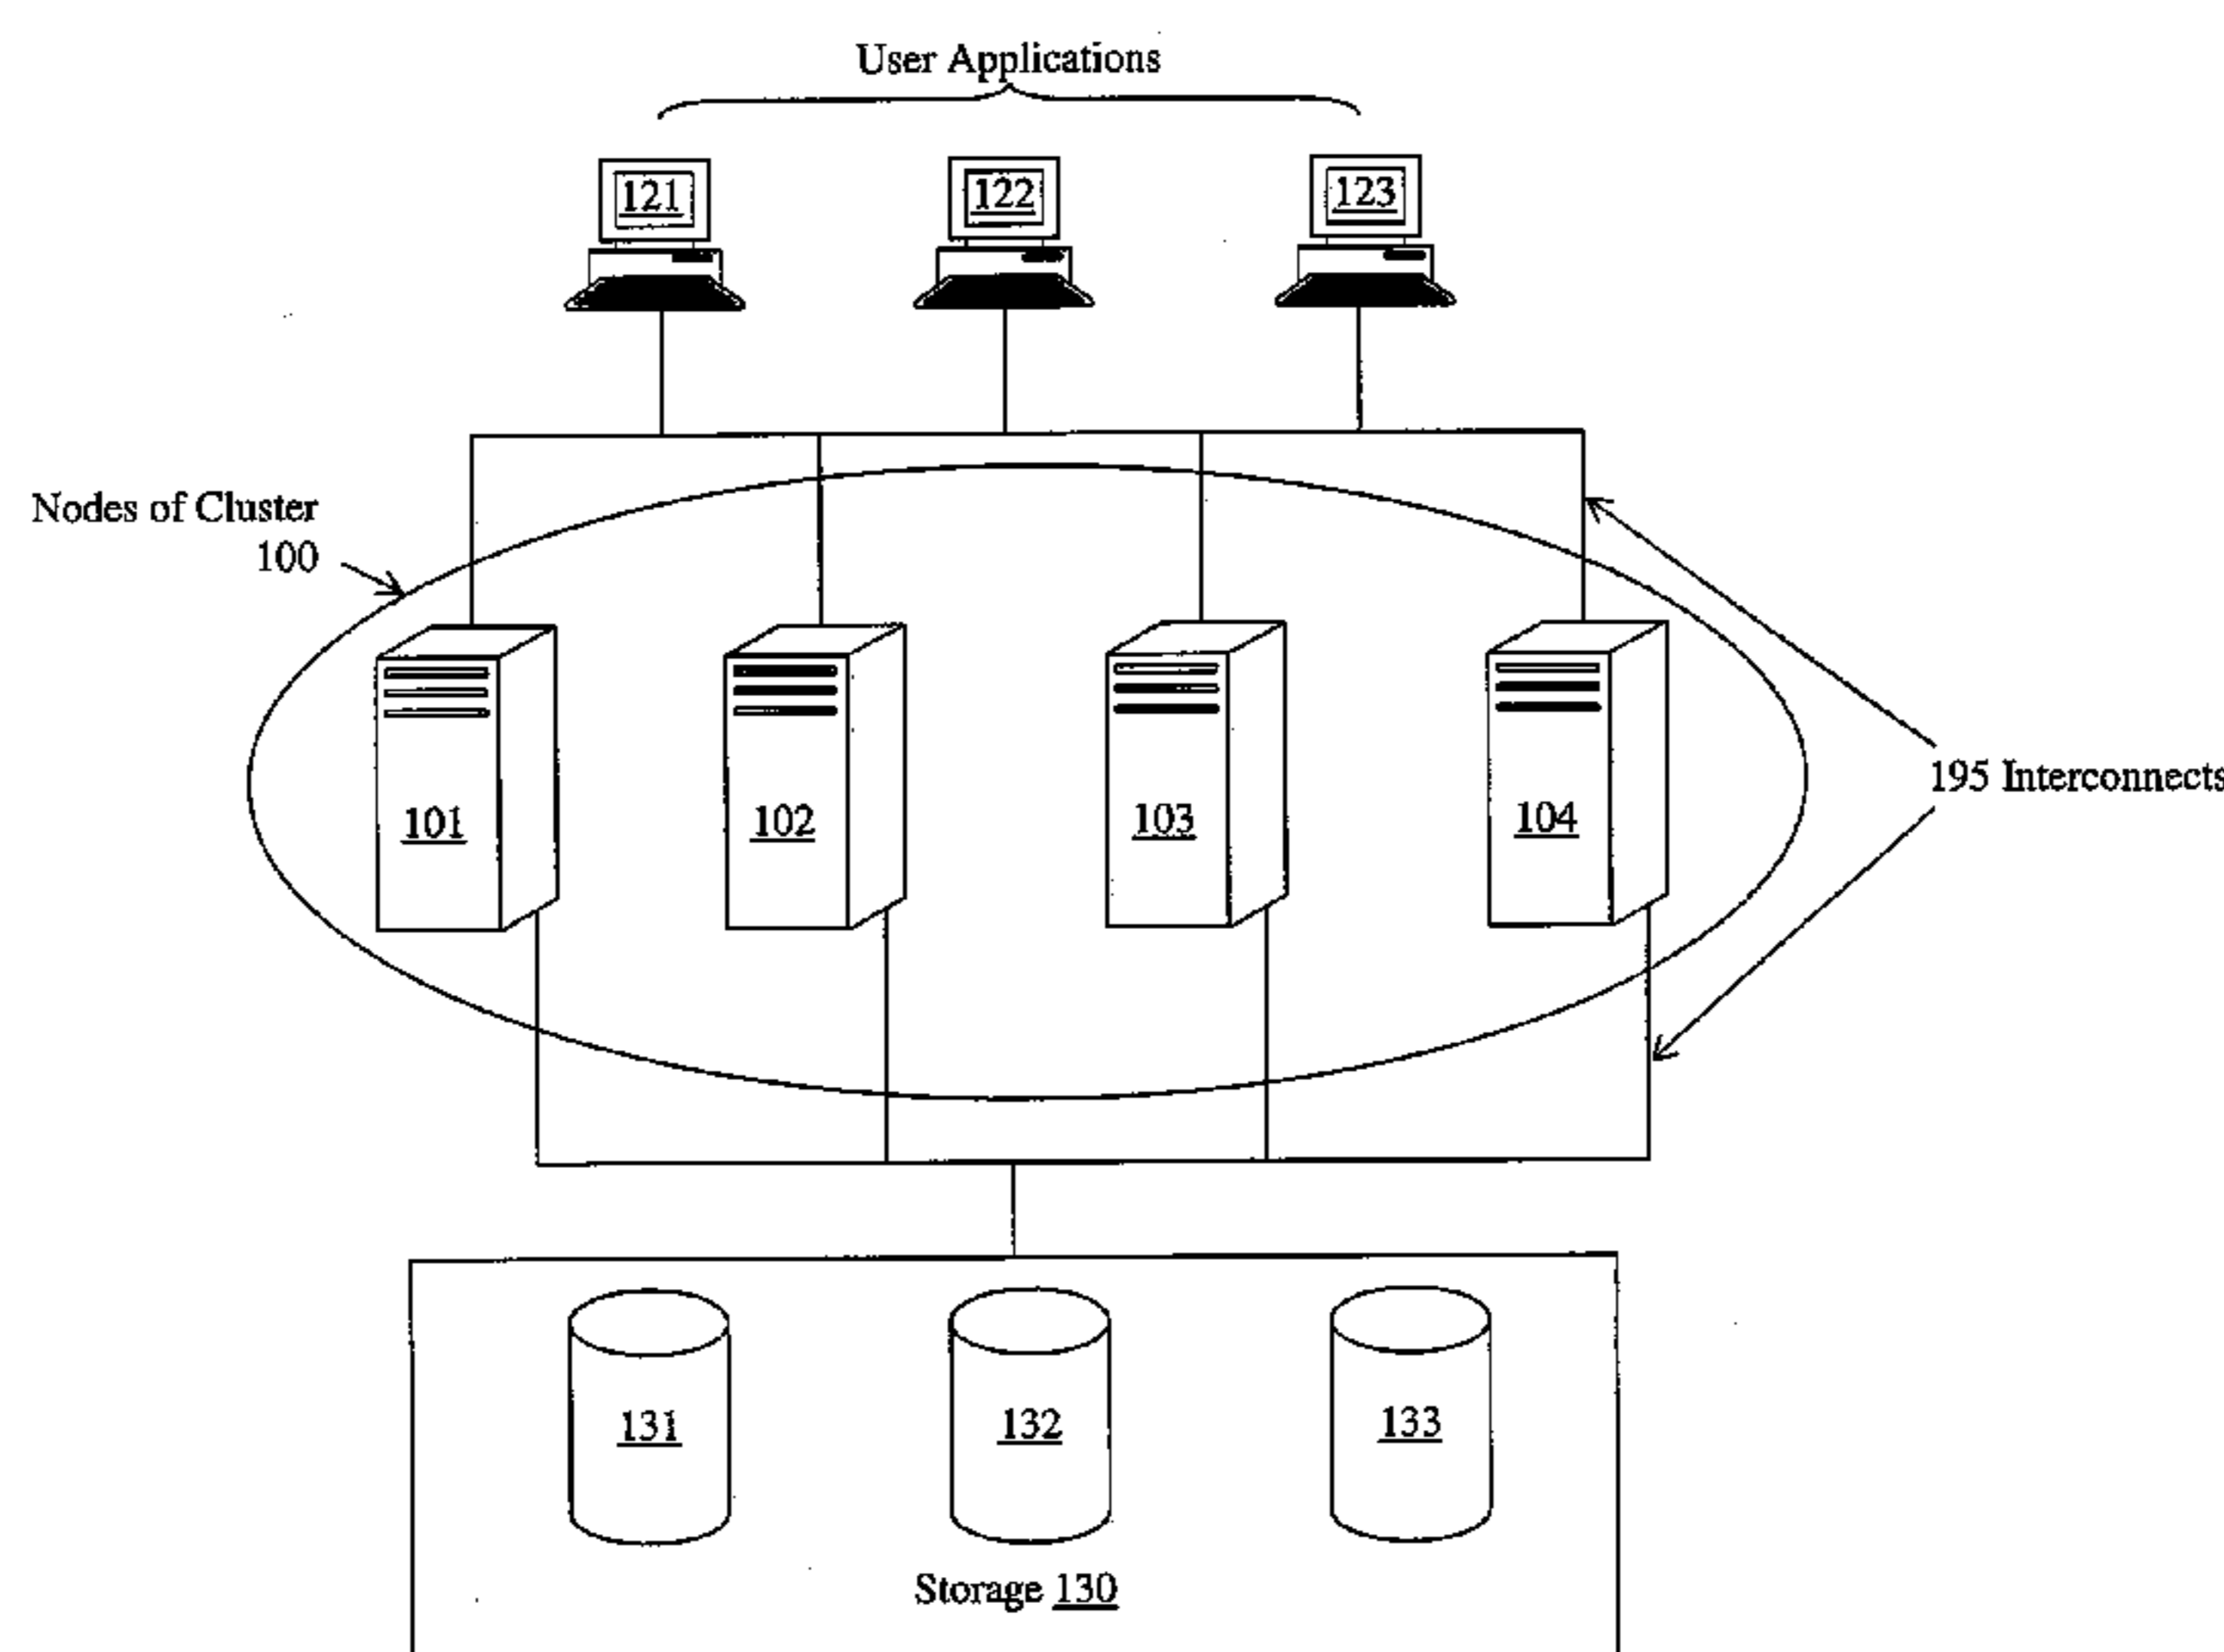 User Applications
121
122
123
Nodes of Cluster
100
101
102
103
104
195 Interconnects
131
132
133
Storage 130